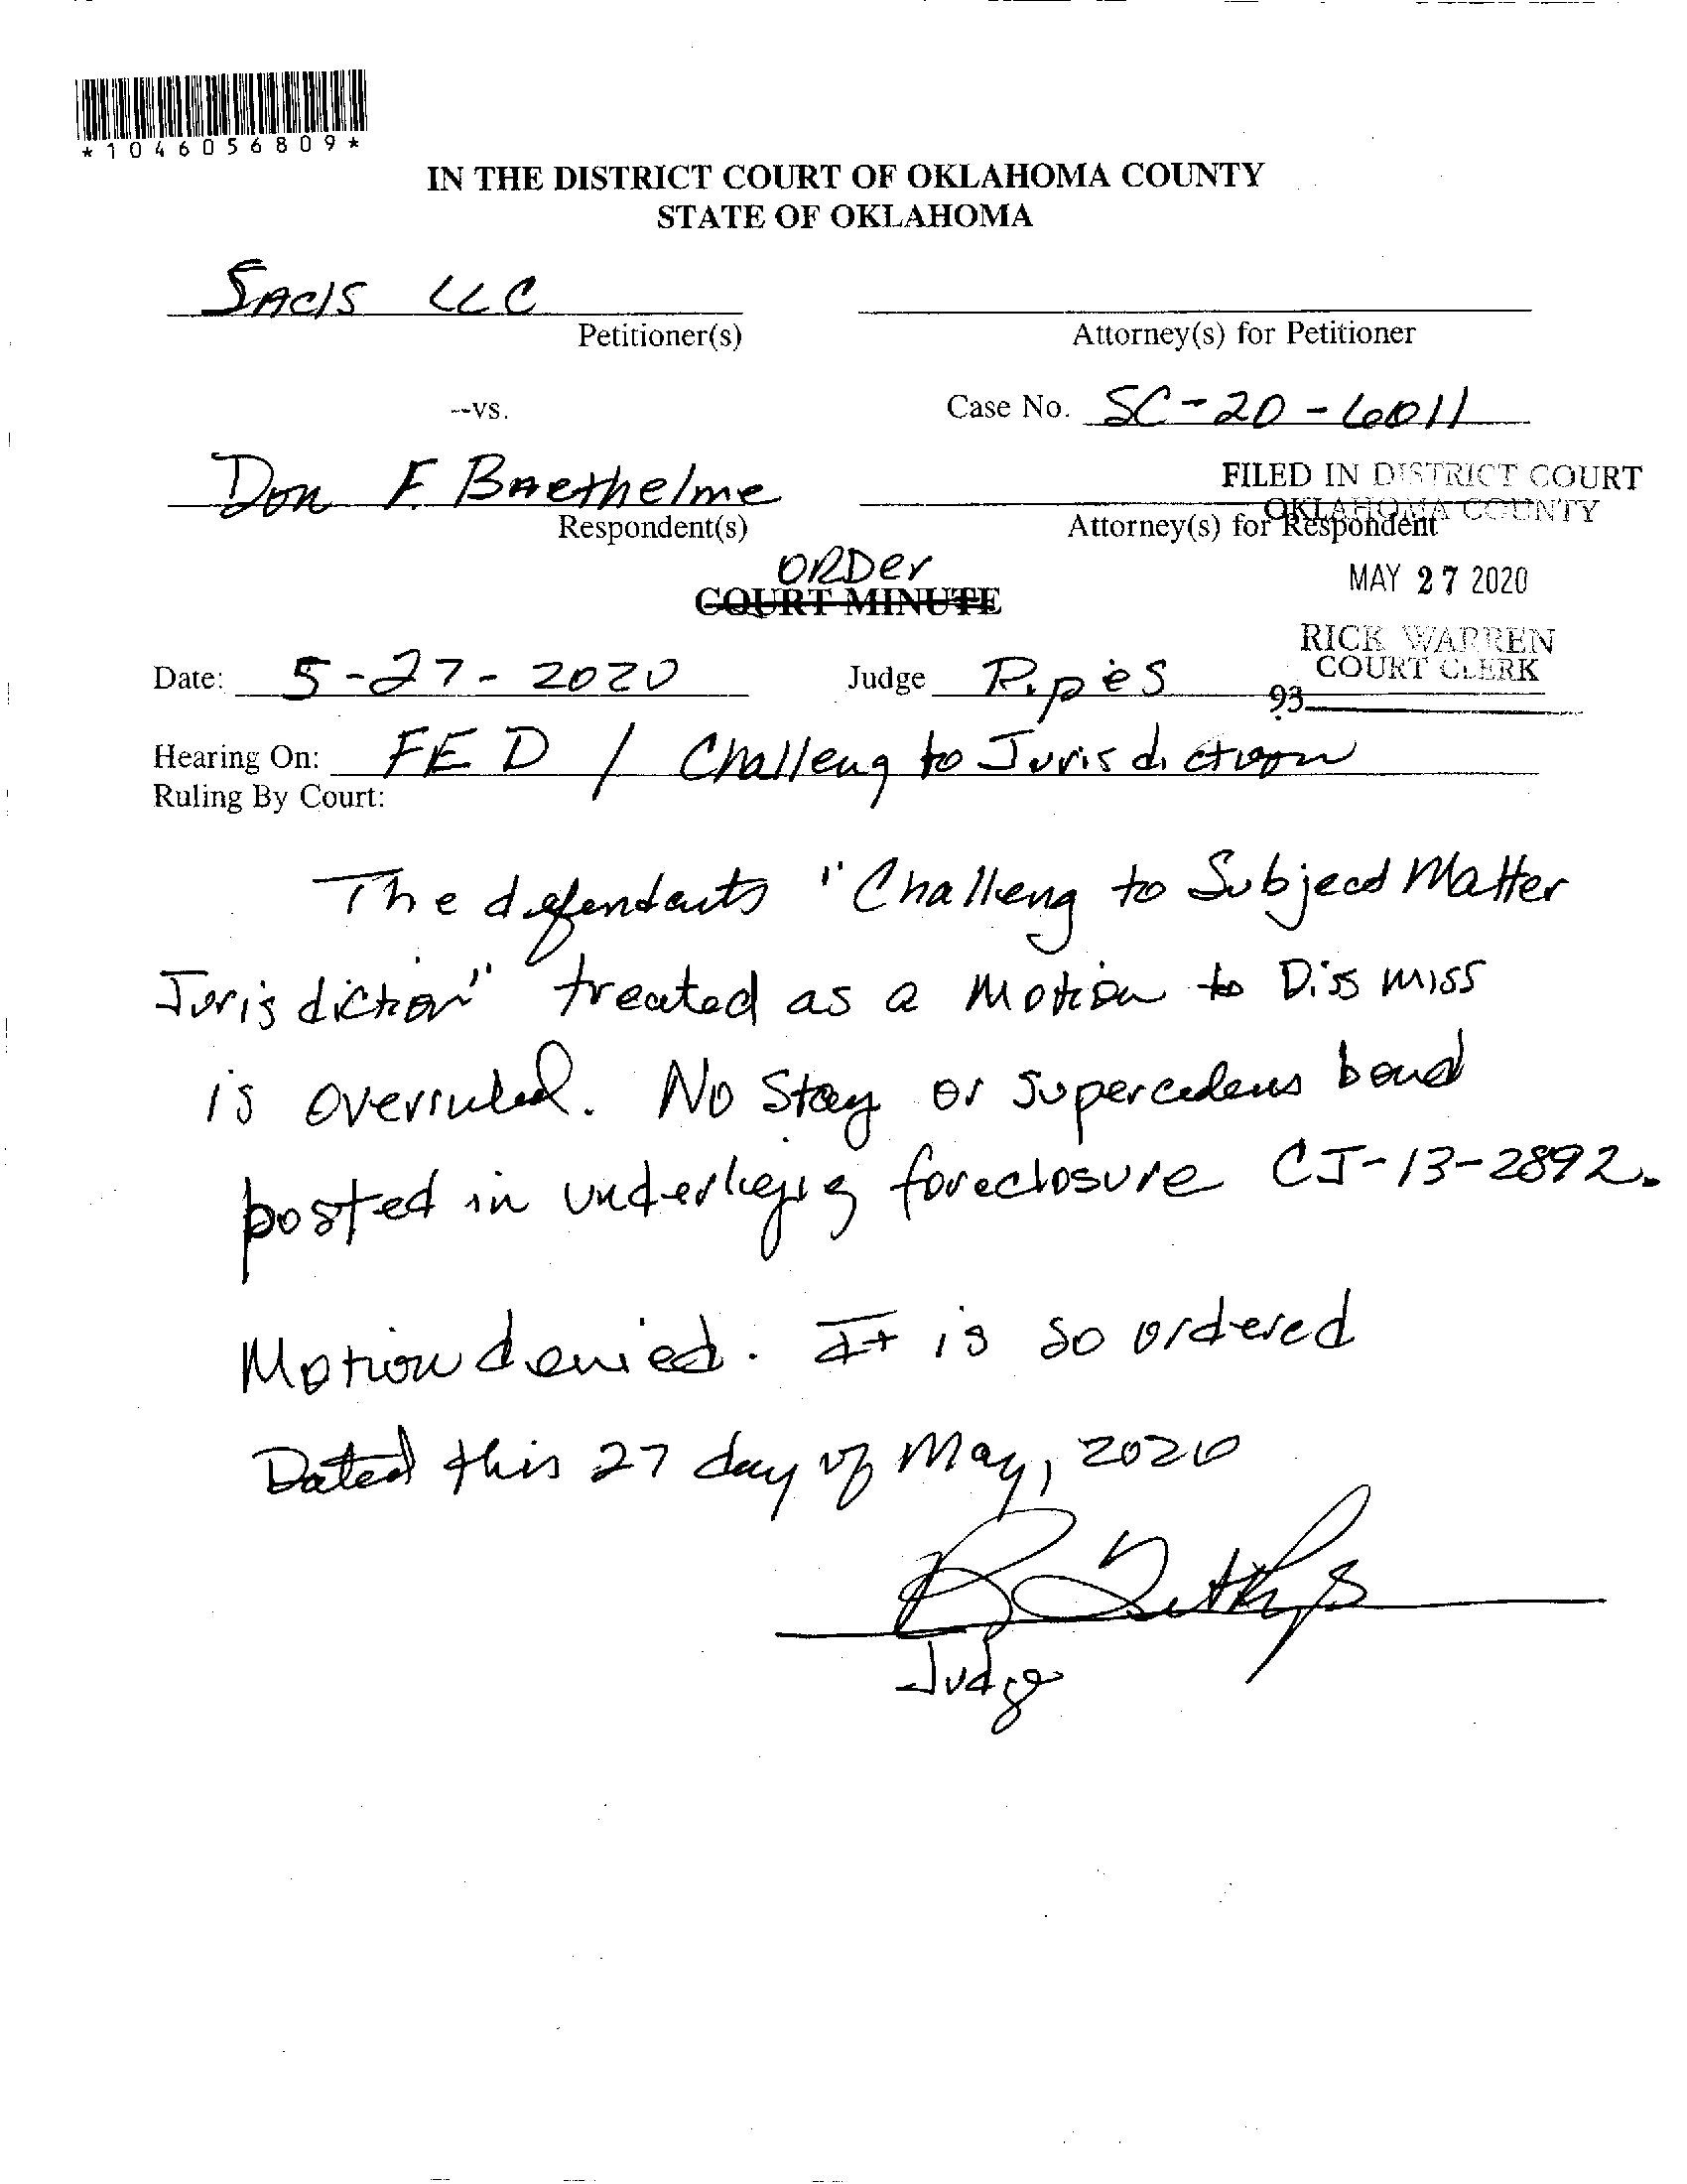 *1046056809*
IN THE DISTRICT COURT OF OKLAHOMA COUNTY
STATE OF OKLAHOMA
SACIS LLC
Petitioner(s)
Attorney(s) for Petitioner
--vs.
Case No. SC-20-6011
Don F. Barthelme
Respondent(s)
Attorney(s) for Respondent
FILED IN DISTRICT COURT
OKLAHOMA COUNTY
MAY 27 2020
RICK WARREN
COURT CLERK
93
ORDer
COURT MINUTE
Date: 5-27-2020
Judge Pipes
Hearing On: FED / Challeng to Jurisdiction
Ruling By Court:
The defendants "Challeng to Subject Matter
Jurisdiction" treated as a Motion to Dismiss
is overruled. No Stay or supercedeus bond
posted in underlying foreclosure CJ-13-2892.
Motion denied. It is so ordered
Dated this 27 day of May, 2020
Judge